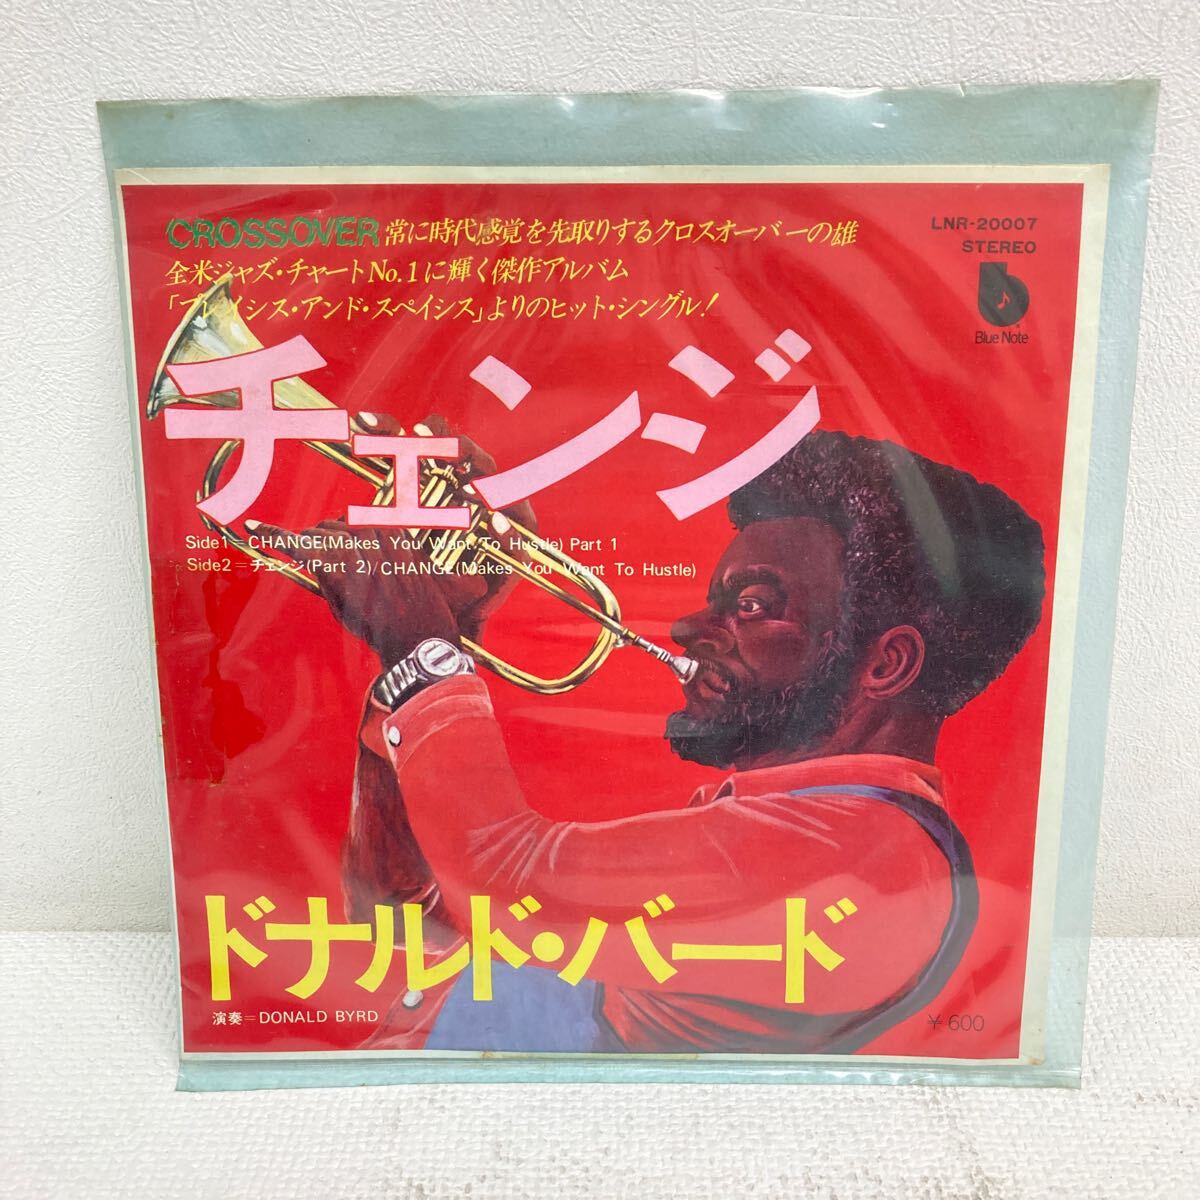 CROSSOVER 常に時代感覚を先取りするクロスオーバーの雄
全米ジャズ・チャートNo.1に輝く傑作アルバム
「プレイシス・アンド・スペイシス」よりのヒット・シングル!
LNR-20007
STEREO
Blue Note
チェンジ
Side1=CHANGE(Makes You Want To Hustle) Part 1
Side2=チェンジ(Part 2)/CHANGE(Makes You Want To Hustle)
ドナルド・バード
演奏=DONALD BYRD
¥600